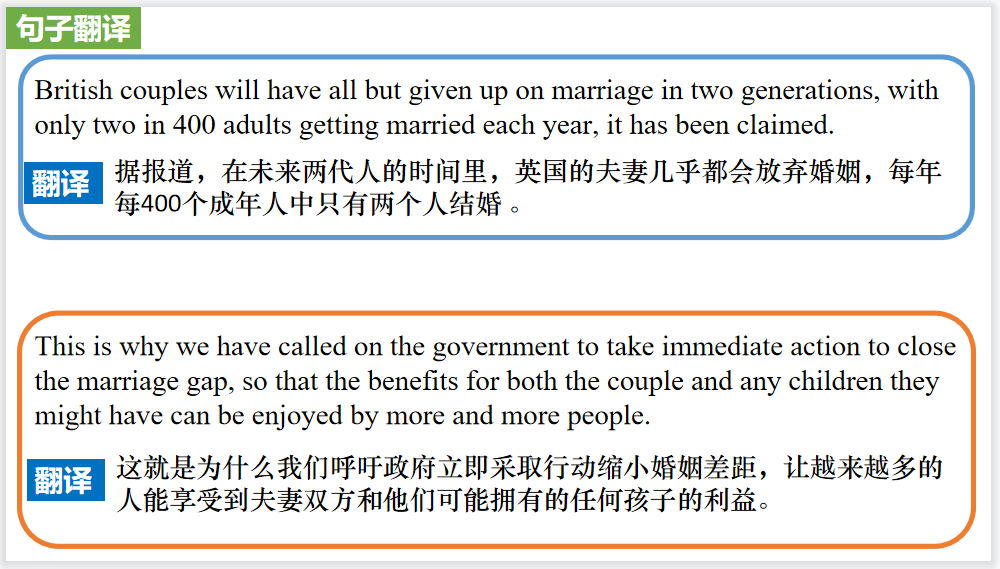 句子翻译
British couples will have all but given up on marriage in two generations, with
only two in 400 adults getting married each year, it has been claimed.
翻译
据报道，在未来两代人的时间里，英国的夫妻几乎都会放弃婚姻，每年
每400个成年人中只有两个人结婚 。
This is why we have called on the government to take immediate action to close
the marriage gap, so that the benefits for both the couple and any children they
might have can be enjoyed by more and more people.
翻译
这就是为什么我们呼吁政府立即采取行动缩小婚姻差距，让越来越多的
人能享受到夫妻双方和他们可能拥有的任何孩子的利益。